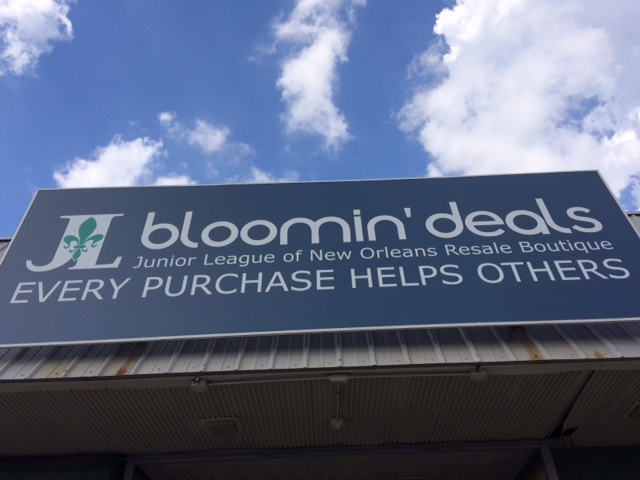 JL
bloomin' deals
Junior League of New Orleans Resale Boutique
EVERY PURCHASE HELPS OTHERS